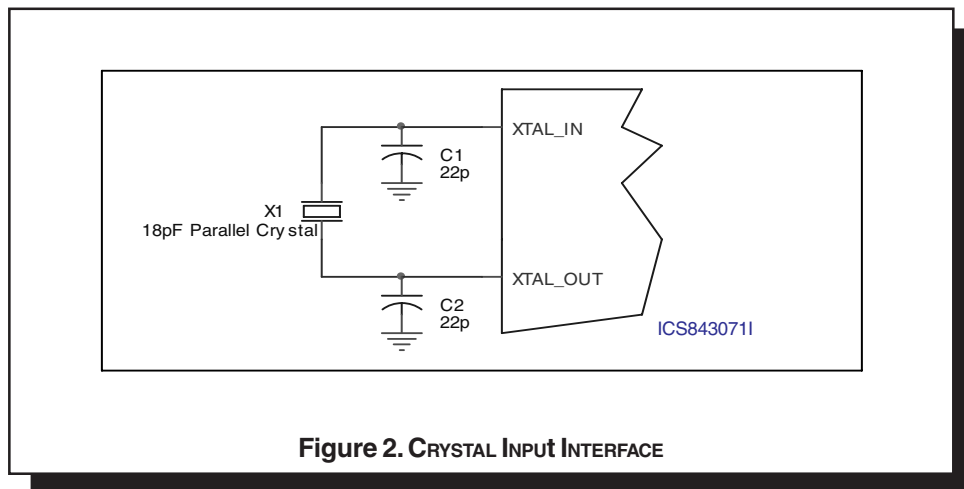 XTAL_IN
C1
22p
X1
18pF Parallel Crystal
XTAL_OUT
C2
22p
ICS843071I
Figure 2. CRYSTAL INPUt INTERFACE